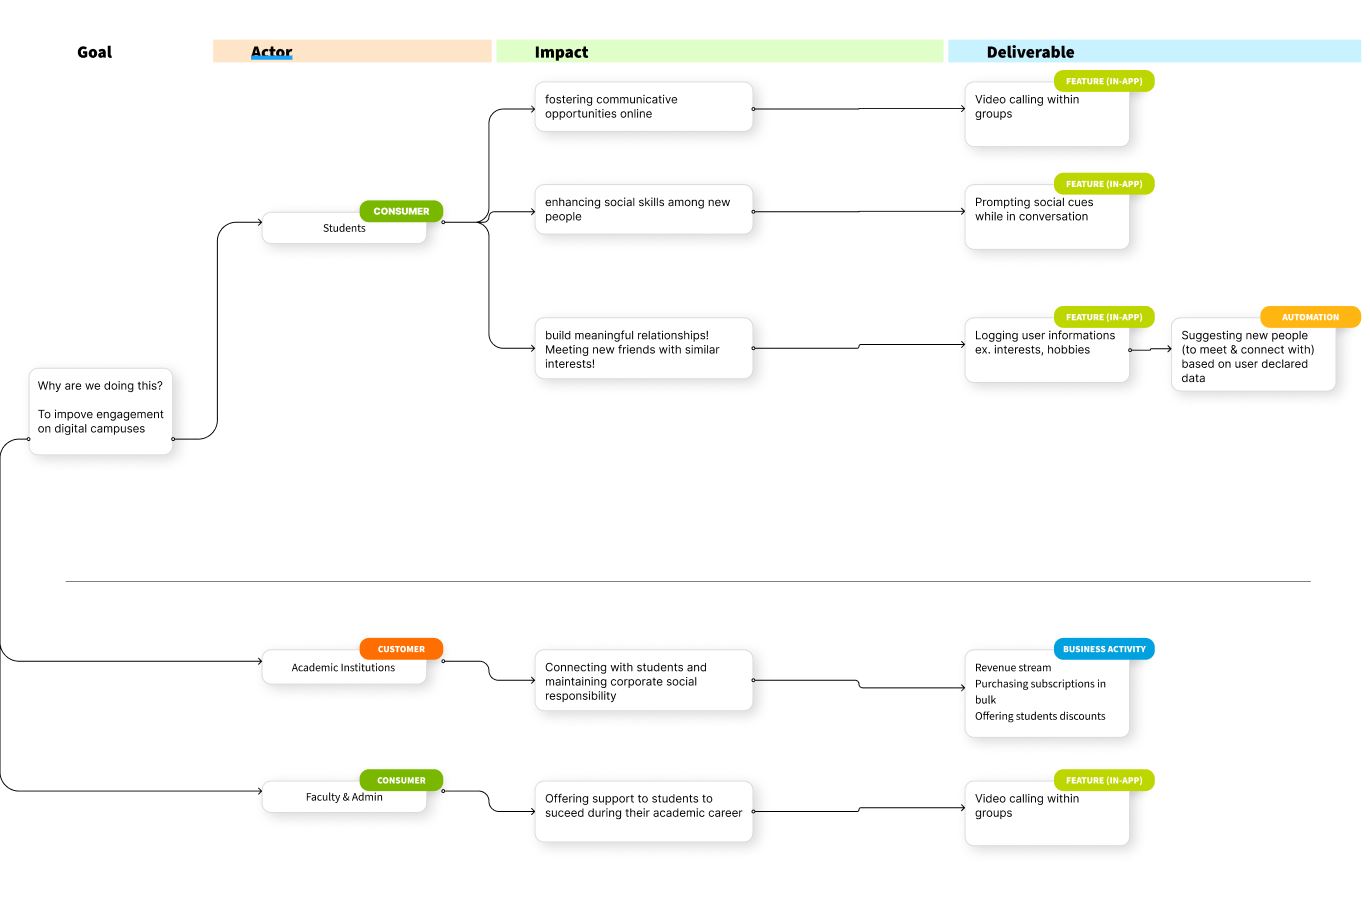 Goal
Actor
Impact
Deliverable
FEATURE (IN-APP)
fostering communicative
opportunities online
Video calling within
groups
FEATURE (IN-APP)
enhancing social skills among new
people
Prompting social cues
while in conversation
CONSUMER
Students
FEATURE (IN-APP)
AUTOMATION
build meaningful relationships!
Meeting new friends with similar
interests!
Logging user informations
ex. interests, hobbies
Suggesting new people
(to meet & connect with)
based on user declared
data
Why are we doing this?
To impove engagement
on digital campuses
CUSTOMER
Academic Institutions
Connecting with students and
maintaining corporate social
responsibility
BUSINESS ACTIVITY
Revenue stream
Purchasing subscriptions in
bulk
Offering students discounts
CONSUMER
Faculty & Admin
Offering support to students to
suceed during their academic career
FEATURE (IN-APP)
Video calling within
groups